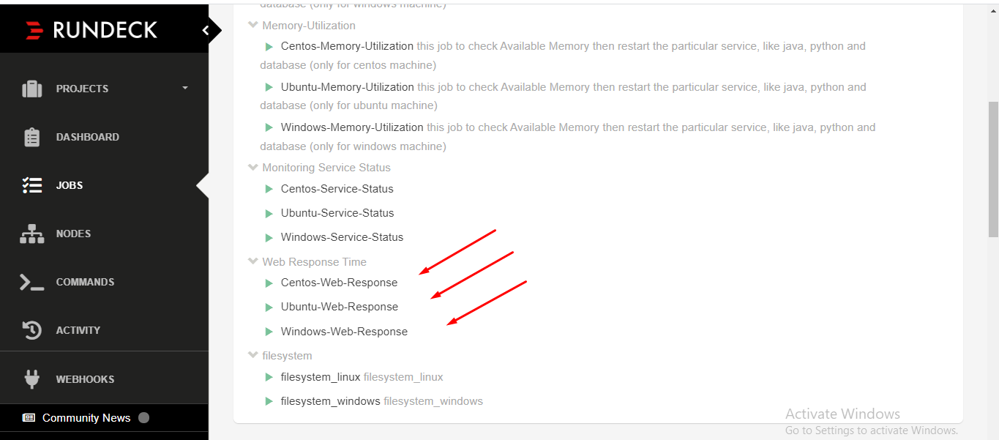 RUNDECK
PROJECTS
DASHBOARD
JOBS
NODES
COMMANDS
ACTIVITY
WEBHOOKS
Community News
database (only for windows machine)
Memory-Utilization
Centos-Memory-Utilization this job to check Available Memory then restart the particular service, like java, python and
database (only for centos machine)
Ubuntu-Memory-Utilization this job to check Available Memory then restart the particular service, like java, python and
database (only for ubuntu machine)
Windows-Memory-Utilization this job to check Available Memory then restart the particular service, like java, python and
database (only for windows machine)
Monitoring Service Status
Centos-Service-Status
Ubuntu-Service-Status
Windows-Service-Status
Web Response Time
Centos-Web-Response
Ubuntu-Web-Response
Windows-Web-Response
filesystem
filesystem_linux filesystem_linux
filesystem_windows filesystem_windows
Activate Windows
Go to Settings to activate Windows.